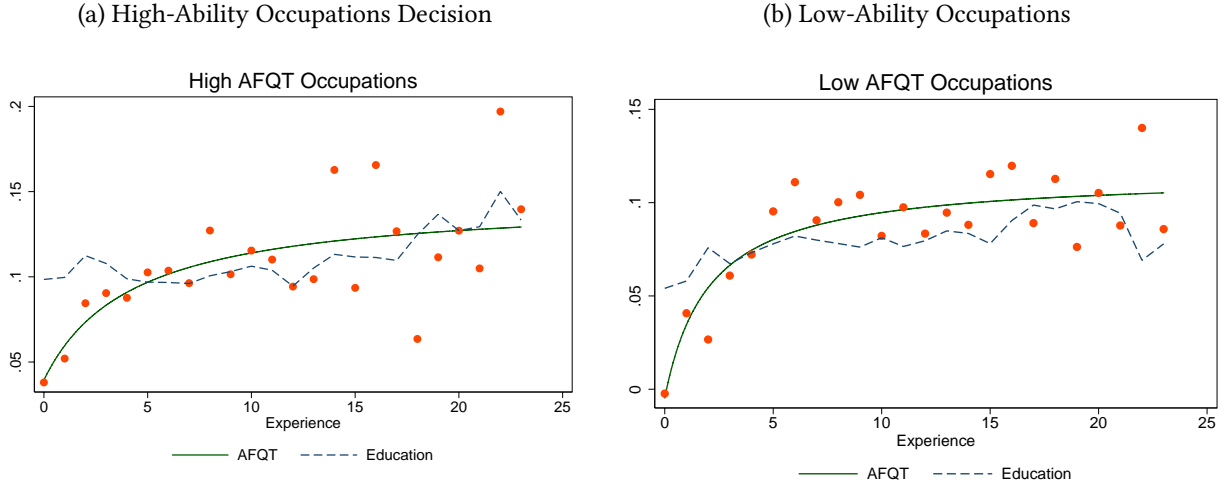 (a) High-Ability Occupations Decision
High AFQT Occupations
.2
.15
.1
.05
0 5 10 15 20 25
Experience
AFQT Education
(b) Low-Ability Occupations
Low AFQT Occupations
.15
.1
.05
0
0 5 10 15 20 25
Experience
AFQT Education